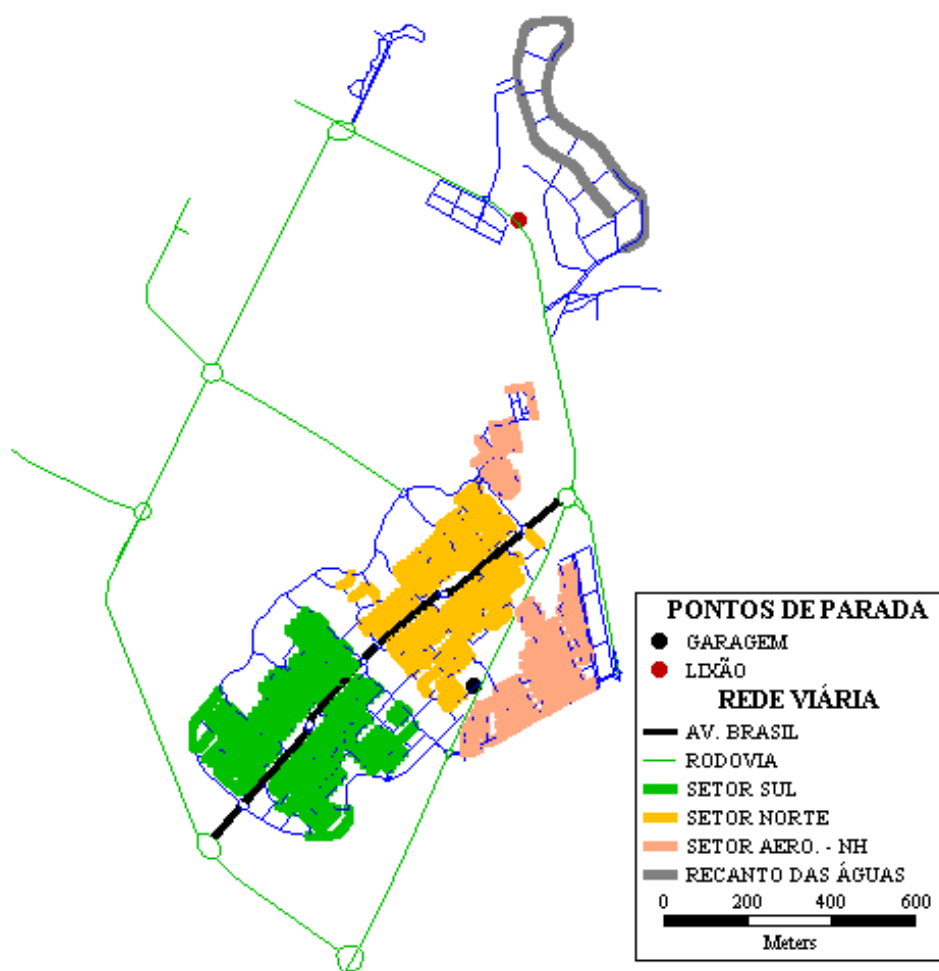 PONTOS DE PARADA
GARAGEM
LIXÃO
REDE VIÁRIA
AV. BRASIL
RODOVIA
SETOR SUL
SETOR NORTE
SETOR AERO. - NH
RECANTO DAS ÁGUAS
0 200 400 600
Meters